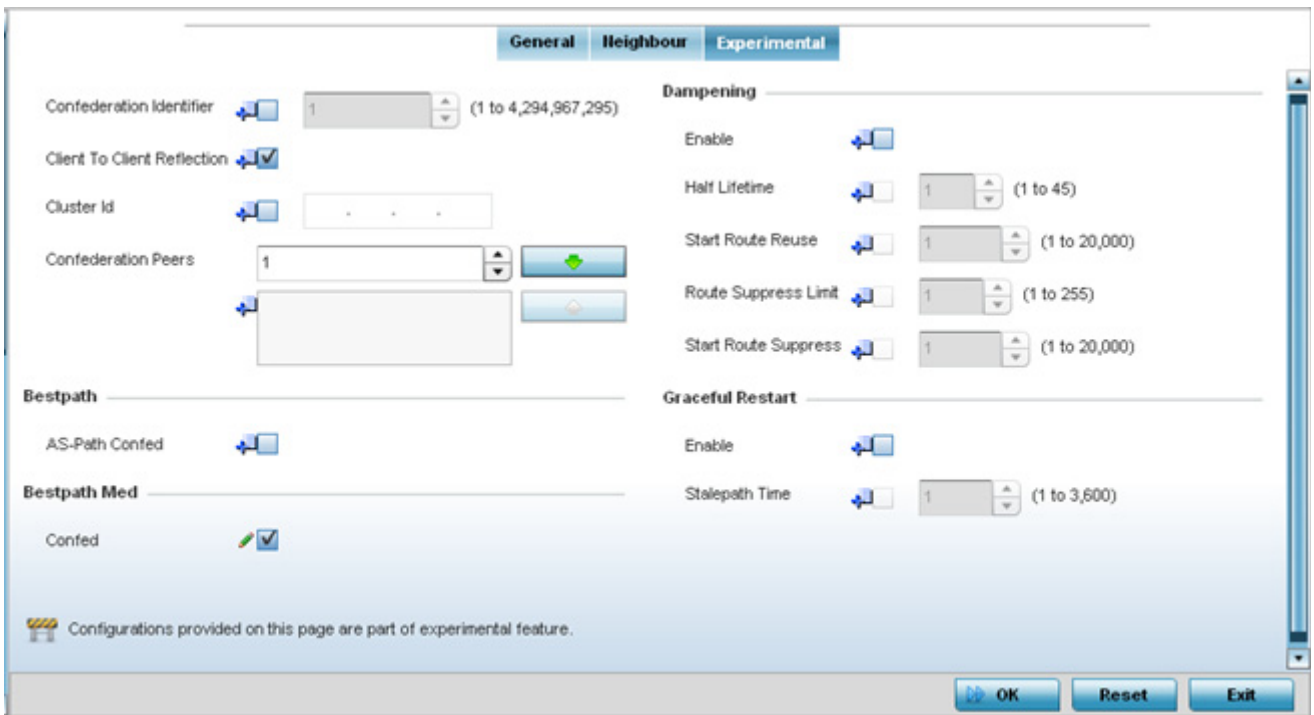 General Neighbour Experimental
Confederation Identifier 1 (1 to 4,294,967,295)
Client To Client Reflection
Cluster Id . . .
Confederation Peers 1
Bestpath
AS-Path Confed
Bestpath Med
Confed
Dampening
Enable
Half Lifetime 1 (1 to 45)
Start Route Reuse 1 (1 to 20,000)
Route Suppress Limit 1 (1 to 255)
Start Route Suppress 1 (1 to 20,000)
Graceful Restart
Enable
Stalepath Time 1 (1 to 3,600)
Configurations provided on this page are part of experimental feature.
OK Reset Exit